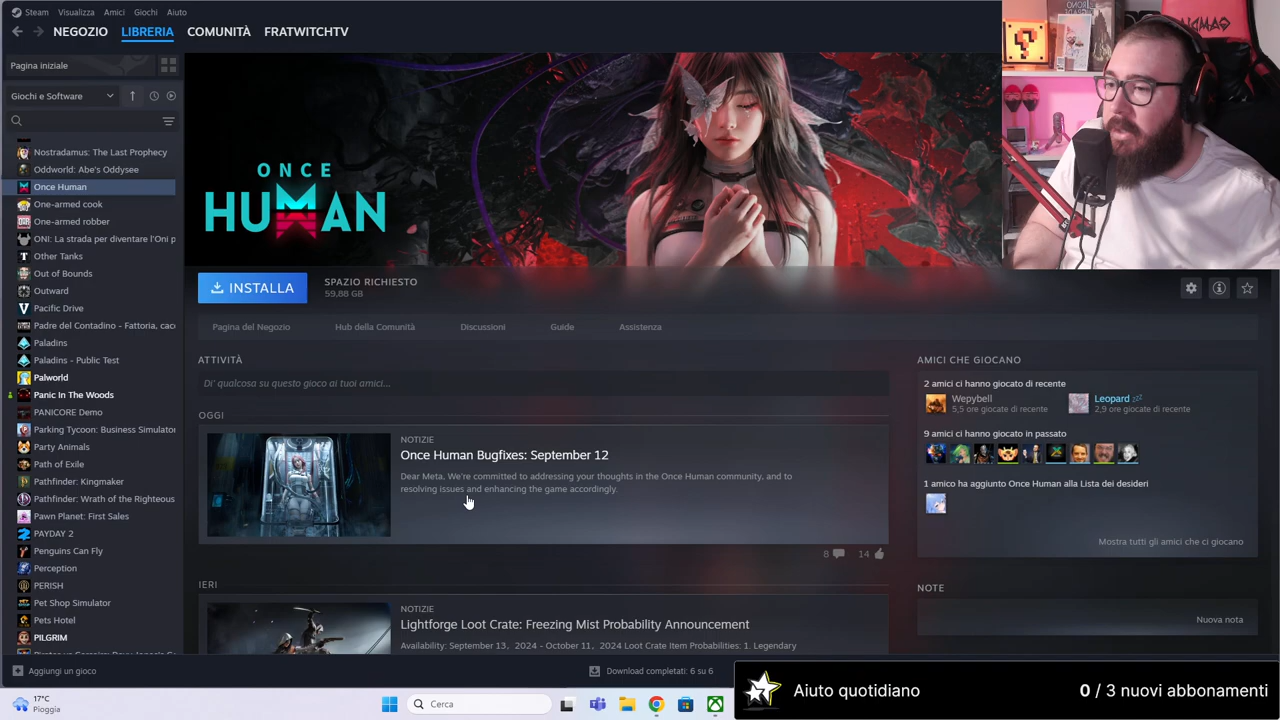 Steam Visualizza Amici Giochi Aiuto
NEGOZIO LIBRERIA COMUNITÀ FRATWITCHTV
Pagina iniziale
Giochi e Software
Nostradamus: The Last Prophecy
Oddworld: Abe's Oddysee
Once Human
One-armed cook
One-armed robber
ONI: La strada per diventare l'Oni p
Other Tanks
Out of Bounds
Outward
Pacific Drive
Padre del Contadino - Fattoria, cacc
Paladins
Paladins - Public Test
Palworld
Panic In The Woods
PANICORE Demo
Parking Tycoon: Business Simulator
Party Animals
Path of Exile
Pathfinder: Kingmaker
Pathfinder: Wrath of the Righteous
Pawn Planet: First Sales
PAYDAY 2
Penguins Can Fly
Perception
PERISH
Pet Shop Simulator
Pets Hotel
PILGRIM
Aggiungi un gioco
ONCE
HUMAN
INSTALLA
SPAZIO RICHIESTO
59,88 GB
Pagina del Negozio Hub della Comunità Discussioni Guide Assistenza
ATTIVITÀ
Di' qualcosa su questo gioco ai tuoi amici...
OGGI
NOTIZIE
Once Human Bugfixes: September 12
Dear Meta, We're committed to addressing your thoughts in the Once Human community, and to
resolving issues and enhancing the game accordingly.
8 14
IERI
NOTIZIE
Lightforge Loot Crate: Freezing Mist Probability Announcement
Availability: September 13, 2024 - October 11, 2024 Loot Crate Item Probabilities: 1. Legendary
AMICI CHE GIOCANO
2 amici ci hanno giocato di recente
Wepybell
5,5 ore giocate di recente
Leopard zz
2,9 ore giocate di recente
9 amici ci hanno giocato in passato
1 amico ha aggiunto Once Human alla Lista dei desideri
Mostra tutti gli amici che ci giocano
NOTE
Nuova nota
Download completati: 6 su 6
17°C
Pioggia
Cerca
Aiuto quotidiano 0 / 3 nuovi abbonamenti